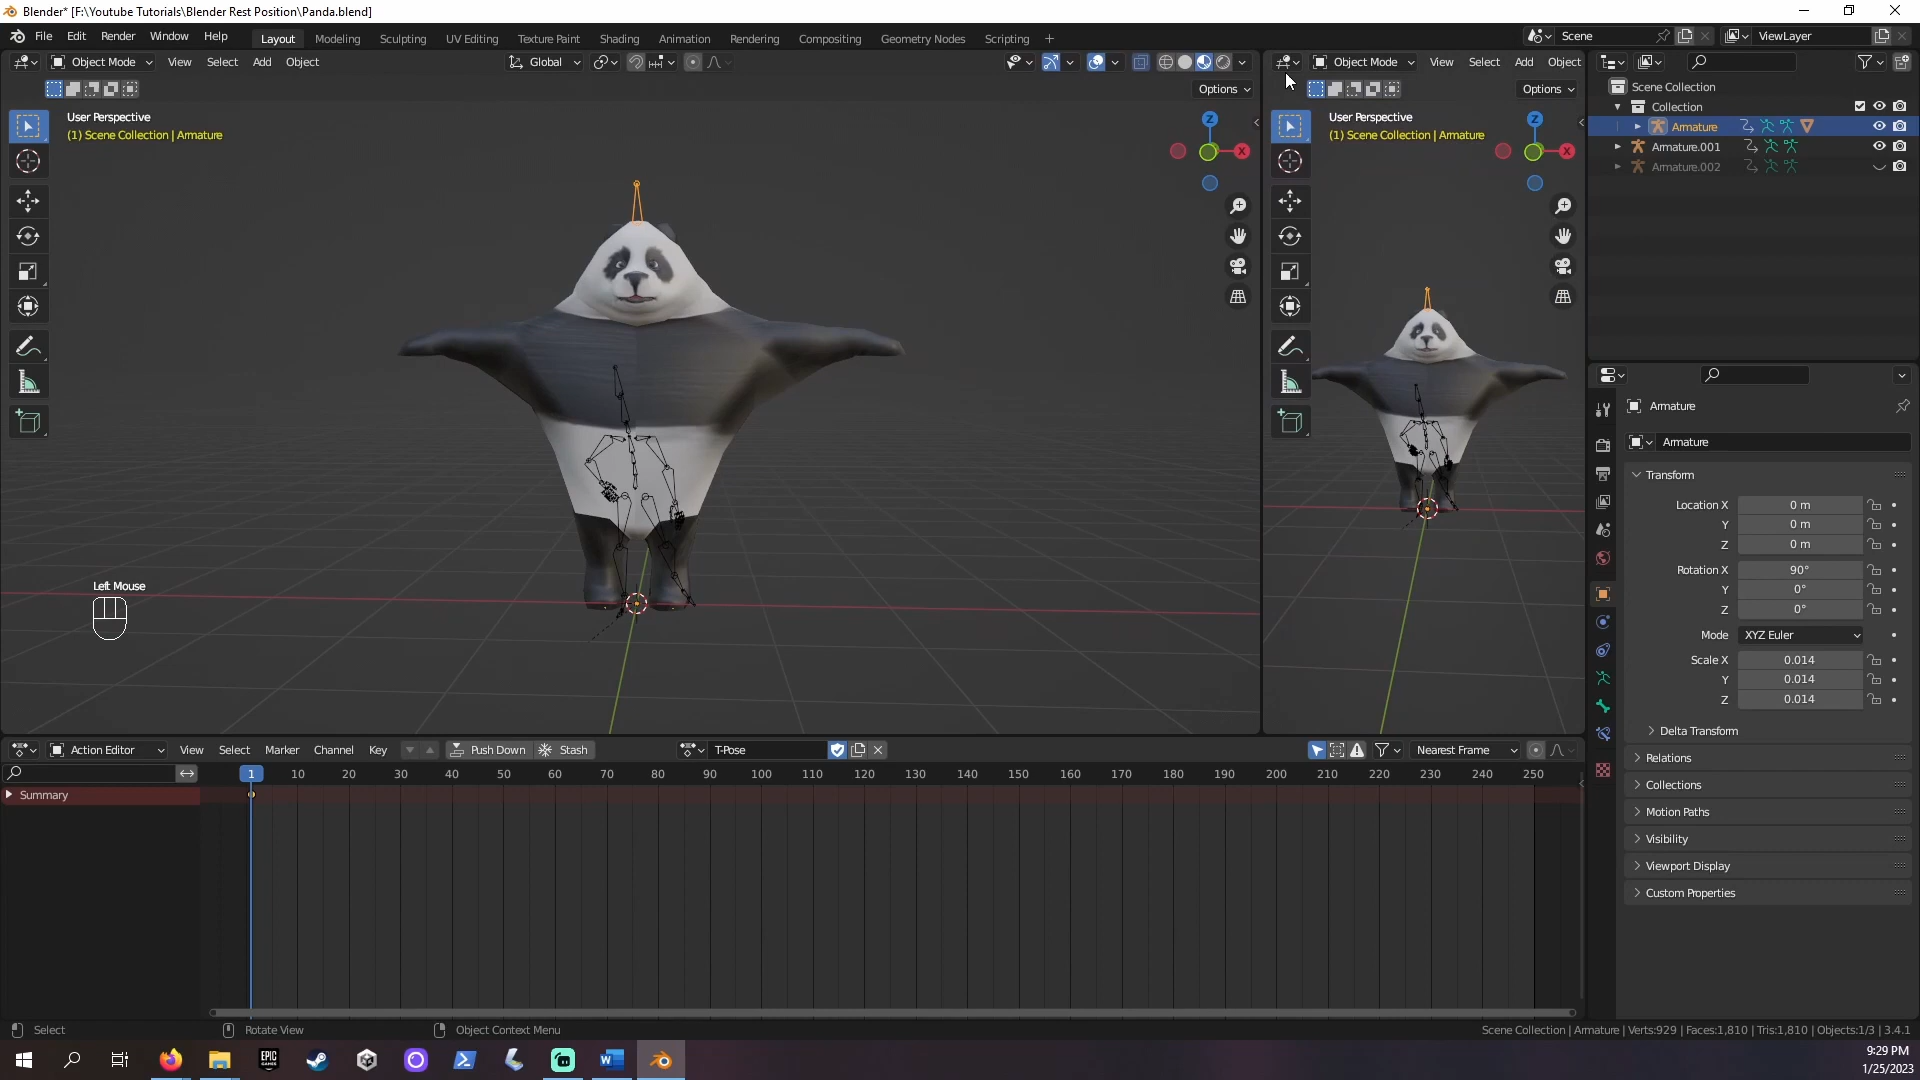 Blender* [F:\Youtube Tutorials\Blender Rest Position\Panda.blend]
File Edit Render Window Help Layout Modeling Sculpting UV Editing Texture Paint Shading Animation Rendering Compositing Geometry Nodes Scripting + Scene ViewLayer
Object Mode View Select Add Object Global Object Mode View Select Add Object
Options Options
Scene Collection
Collection
Armature
Armature.001
Armature.002
User Perspective
(1) Scene Collection | Armature
Z
X
User Perspective
(1) Scene Collection | Armature
Z
X
Left Mouse
Armature
Armature
Transform
Location X 0 m
Y 0 m
Z 0 m
Rotation X 90°
Y 0°
Z 0°
Mode XYZ Euler
Scale X 0.014
Y 0.014
Z 0.014
Delta Transform
Relations
Collections
Motion Paths
Visibility
Viewport Display
Custom Properties
Action Editor View Select Marker Channel Key Push Down Stash T-Pose Nearest Frame
1 10 20 30 40 50 60 70 80 90 100 110 120 130 140 150 160 170 180 190 200 210 220 230 240 250
Summary
Select Rotate View Object Context Menu Scene Collection | Armature | Verts:929 | Faces:1,810 | Tris:1,810 | Objects:1/3 | 3.4.1
EPIC GAMES
W
9:29 PM
1/25/2023